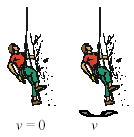 v = 0 v